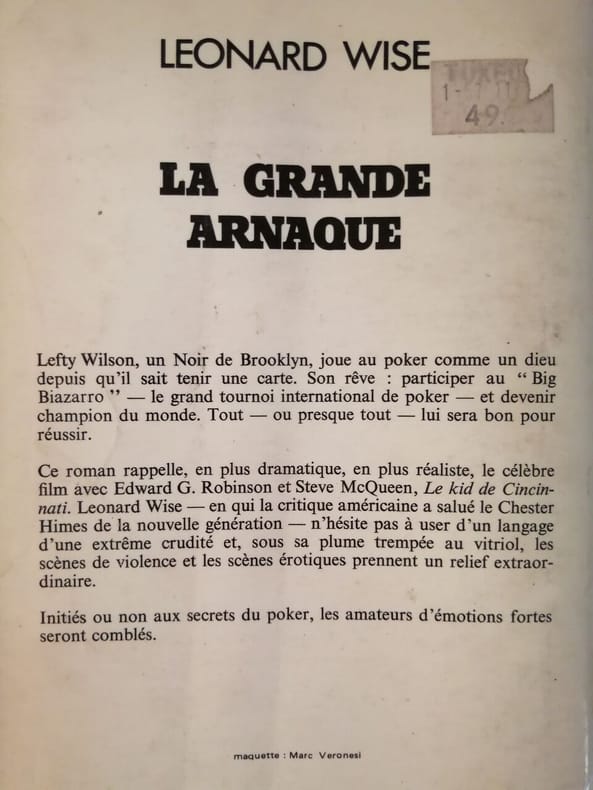 LEONARD WISE
49.
LA GRANDE
ARNAQUE
Lefty Wilson, un Noir de Brooklyn, joue au poker comme un dieu
depuis qu'il sait tenir une carte. Son rêve : participer au “ Big
Biazarro ” — le grand tournoi international de poker — et devenir
champion du monde. Tout — ou presque tout — lui sera bon pour
réussir.
Ce roman rappelle, en plus dramatique, en plus réaliste, le célèbre
film avec Edward G. Robinson et Steve McQueen, Le kid de Cincin-
nati. Leonard Wise — en qui la critique américaine a salué le Chester
Himes de la nouvelle génération — n'hésite pas à user d'un langage
d'une extrême crudité et, sous sa plume trempée au vitriol, les
scènes de violence et les scènes érotiques prennent un relief extraor-
dinaire.
Initiés ou non aux secrets du poker, les amateurs d'émotions fortes
seront comblés.
maquette : Marc Veronesi